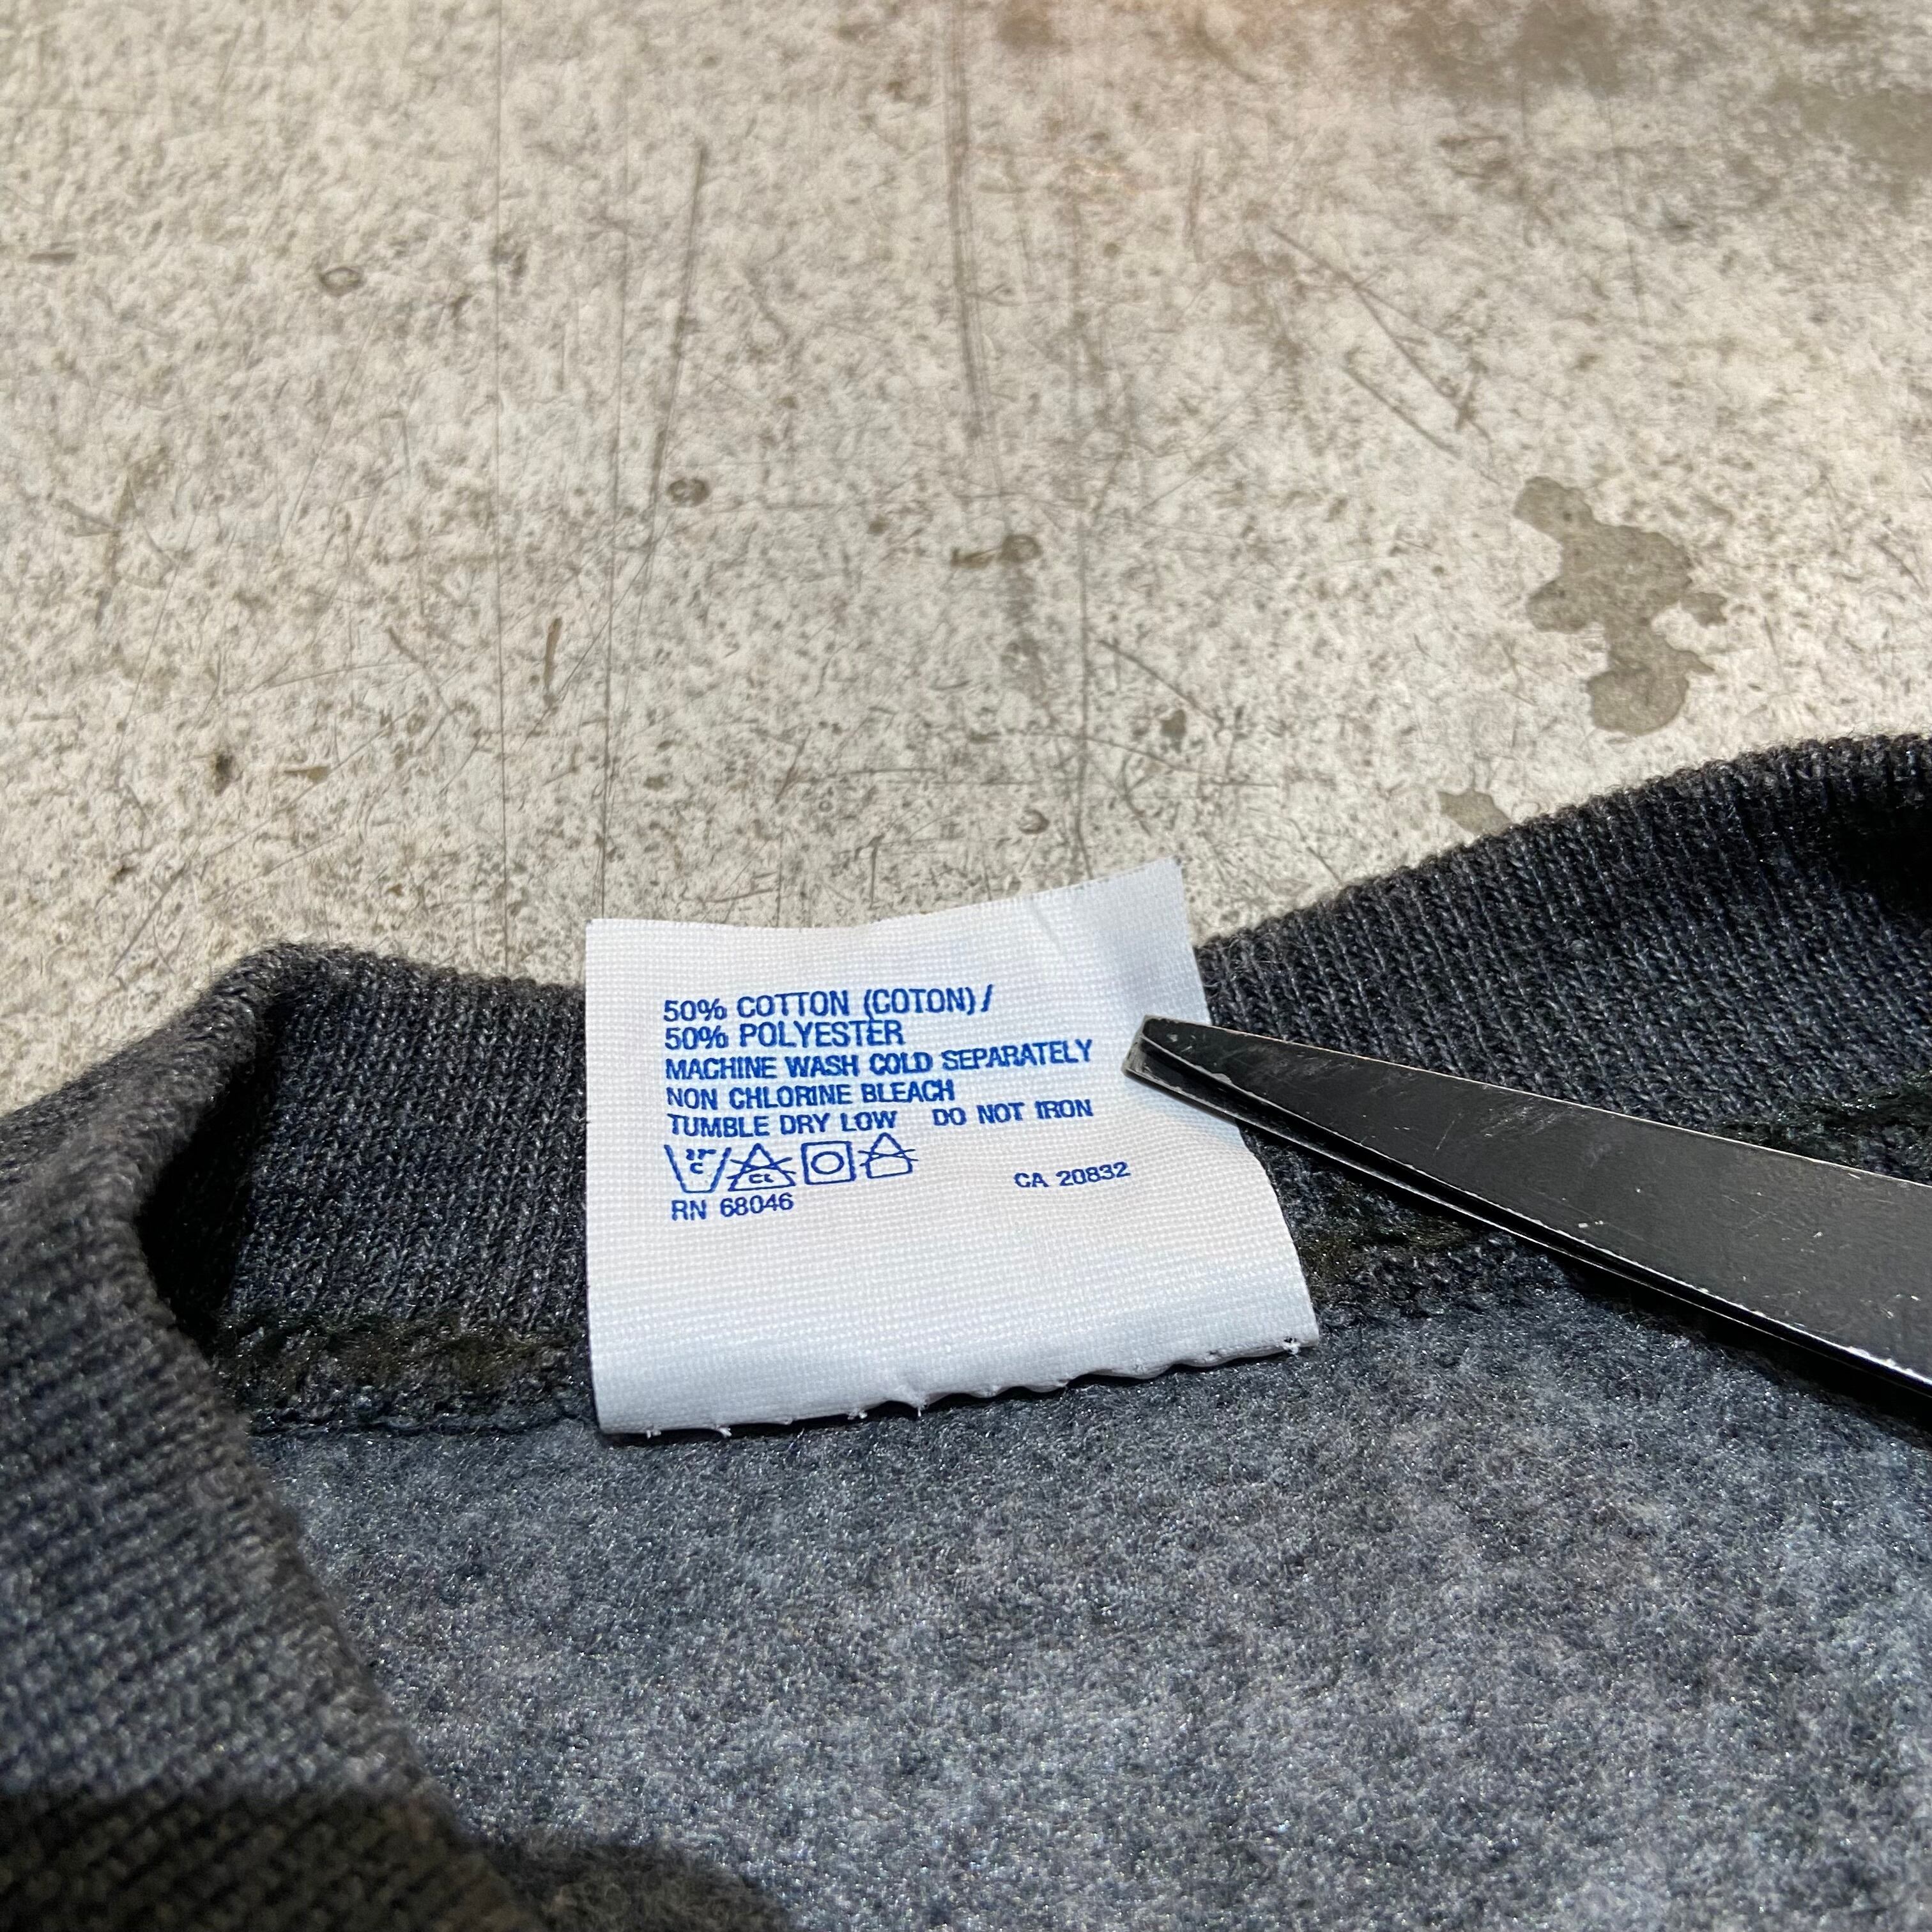 50% COTTON (COTON)/
50% POLYESTER
MACHINE WASH COLD SEPARATELY
NON CHLORINE BLEACH
TUMBLE DRY LOW DO NOT IRON
C CL
RN 68046 CA 20832